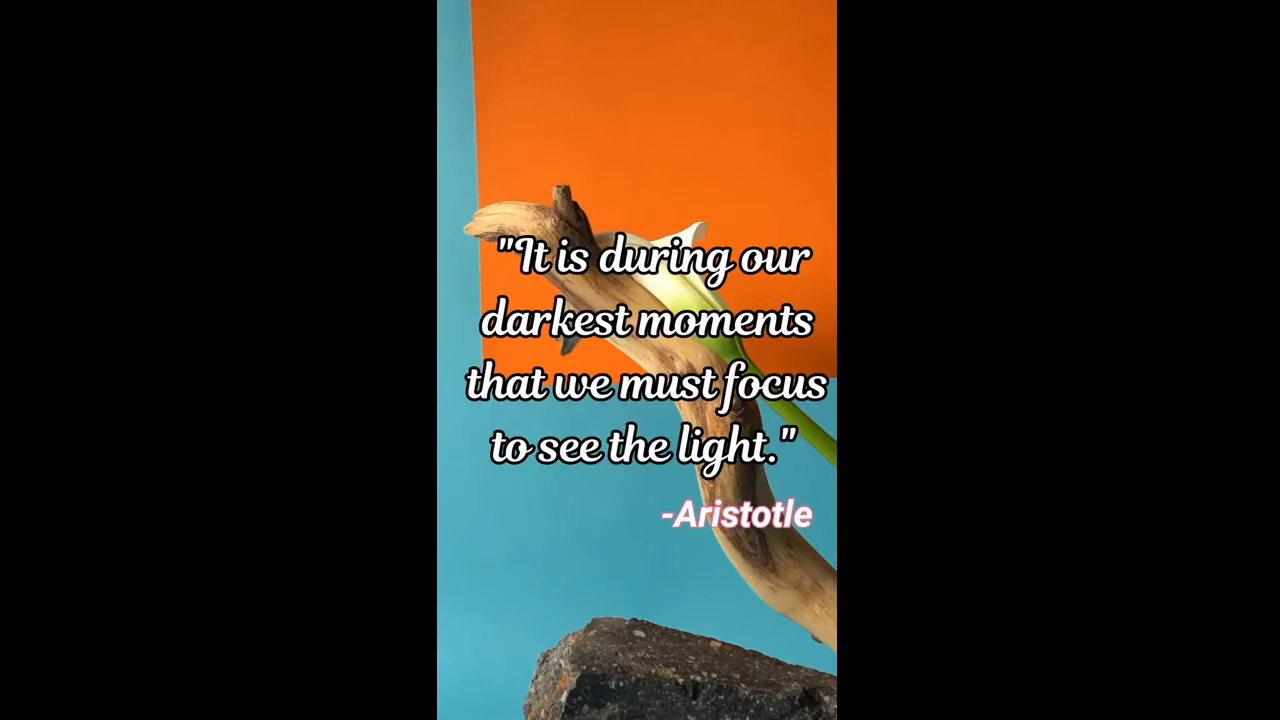 "It is during our
darkest moments
that we must focus
to see the light."
-Aristotle